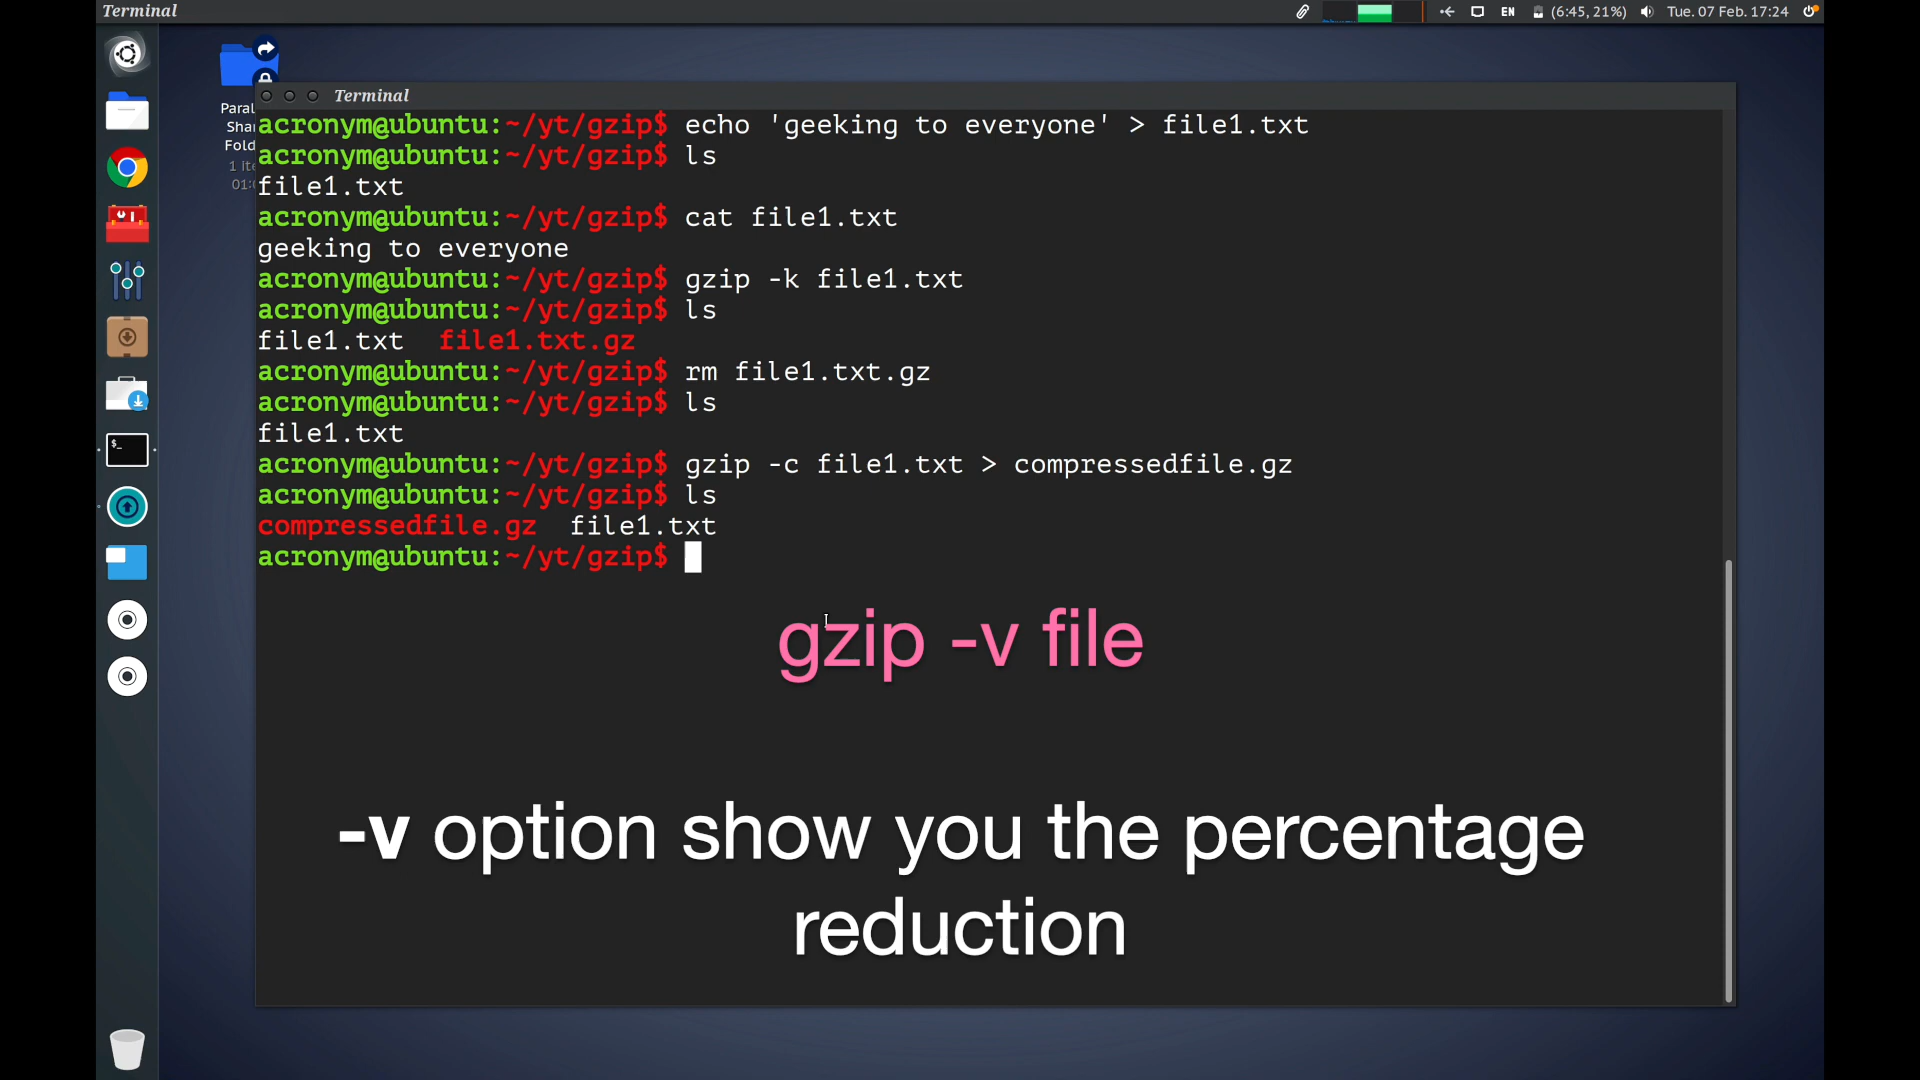 Terminal
EN (6:45, 21%) Tue. 07 Feb. 17:24
Terminal
acronym@ubuntu:~/yt/gzip$ echo 'geeking to everyone' > file1.txt
acronym@ubuntu:~/yt/gzip$ ls
file1.txt
acronym@ubuntu:~/yt/gzip$ cat file1.txt
geeking to everyone
acronym@ubuntu:~/yt/gzip$ gzip -k file1.txt
acronym@ubuntu:~/yt/gzip$ ls
file1.txt file1.txt.gz
acronym@ubuntu:~/yt/gzip$ rm file1.txt.gz
acronym@ubuntu:~/yt/gzip$ ls
file1.txt
acronym@ubuntu:~/yt/gzip$ gzip -c file1.txt > compressedfile.gz
acronym@ubuntu:~/yt/gzip$ ls
compressedfile.gz file1.txt
acronym@ubuntu:~/yt/gzip$
gzip -v file
-v option show you the percentage
reduction